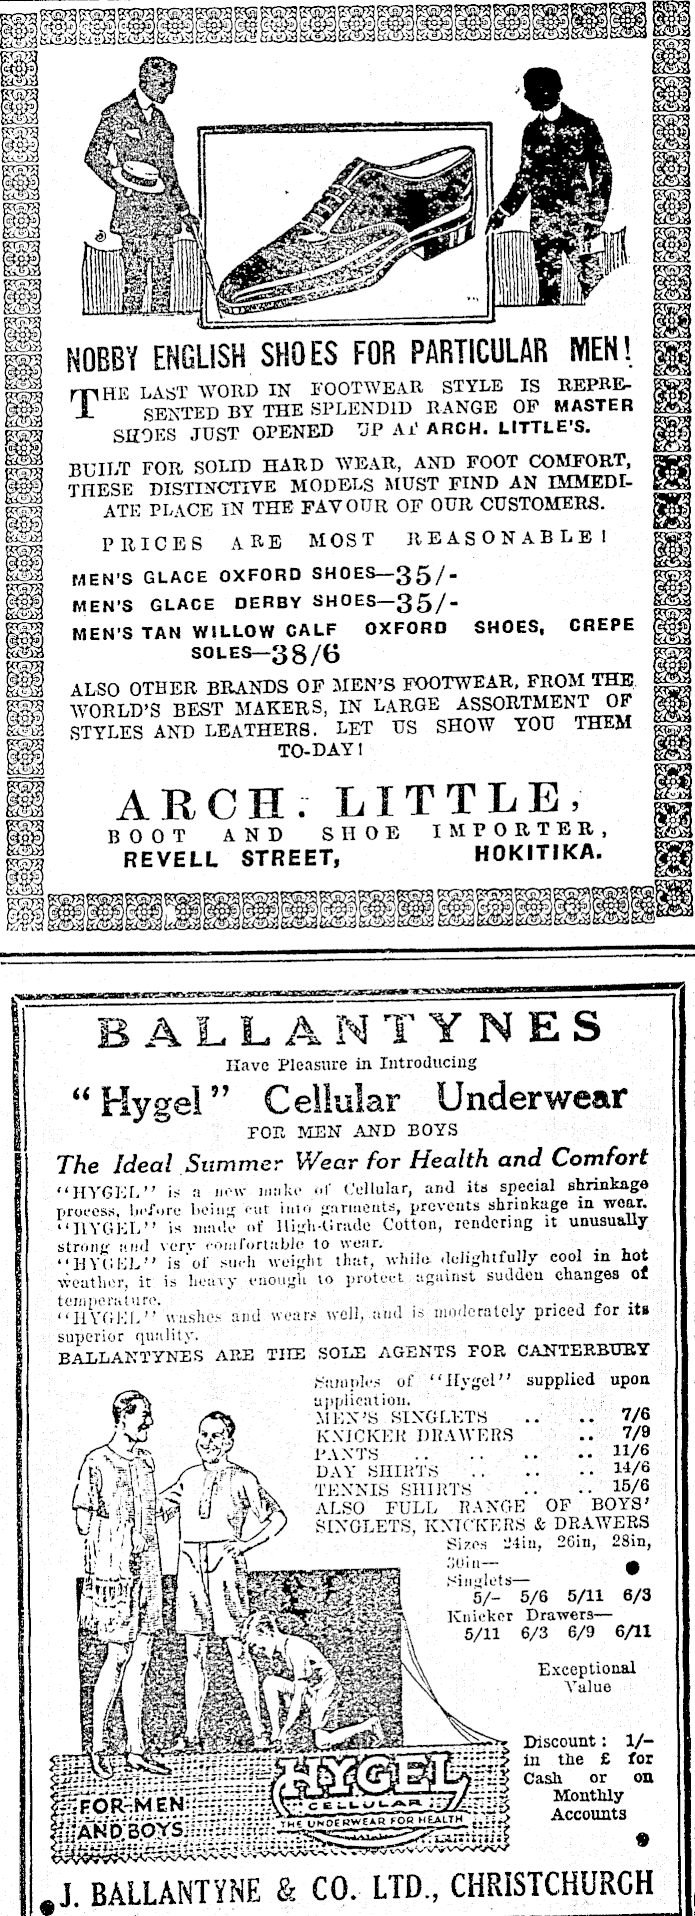 NOBBY ENGLISH SHOES FOR PARTICULAR MEN!
THE LAST WORD IN FOOTWEAR STYLE IS REPRE-
SENTED BY THE SPLENDID RANGE OF MASTER
SHOES JUST OPENED UP AT ARCH. LITTLE'S.
BUILT FOR SOLID HARD WEAR, AND FOOT COMFORT,
THESE DISTINCTIVE MODELS MUST FIND AN IMMEDI-
ATE PLACE IN THE FAVOUR OF OUR CUSTOMERS.
PRICES ARE MOST REASONABLE!
MEN'S GLACE OXFORD SHOES—35/-
MEN'S GLACE DERBY SHOES—35/-
MEN'S TAN WILLOW CALF OXFORD SHOES, CREPE
SOLES—38/6
ALSO OTHER BRANDS OF MEN'S FOOTWEAR, FROM THE
WORLD'S BEST MAKERS, IN LARGE ASSORTMENT OF
STYLES AND LEATHERS. LET US SHOW YOU THEM
TO-DAY!
ARCH. LITTLE,
BOOT AND SHOE IMPORTER,
REVELL STREET, HOKITIKA.
BALLANTYNES
Have Pleasure in Introducing
"Hygel" Cellular Underwear
FOR MEN AND BOYS
The Ideal Summer Wear for Health and Comfort
"HYGEL" is a new make of Cellular, and its special shrinkage
process, before being cut into garments, prevents shrinkage in wear.
"HYGEL" is made of High-Grade Cotton, rendering it unusually
strong and very comfortable to wear.
"HYGEL" is of such weight that, while delightfully cool in hot
weather, it is heavy enough to protect against sudden changes of
temperature.
"HYGEL" washes and wears well, and is moderately priced for its
superior quality.
BALLANTYNES ARE THE SOLE AGENTS FOR CANTERBURY
Samples of "Hygel" supplied upon
application.
MEN'S SINGLETS .. .. 7/6
KNICKER DRAWERS .. 7/9
PANTS .. .. .. .. 11/6
DAY SHIRTS .. .. .. 14/6
TENNIS SHIRTS .. .. 15/6
ALSO FULL RANGE OF BOYS'
SINGLETS, KNICKERS & DRAWERS
Sizes 24in, 26in, 28in,
30in—
Singlets—
5/- 5/6 5/11 6/3
Knicker Drawers—
5/11 6/3 6/9 6/11
Exceptional
Value
Discount: 1/-
in the £ for
Cash or on
Monthly
Accounts
FOR MEN
AND BOYS
HYGEL
CELLULAR
THE UNDERWEAR FOR HEALTH
J. BALLANTYNE & CO. LTD., CHRISTCHURCH